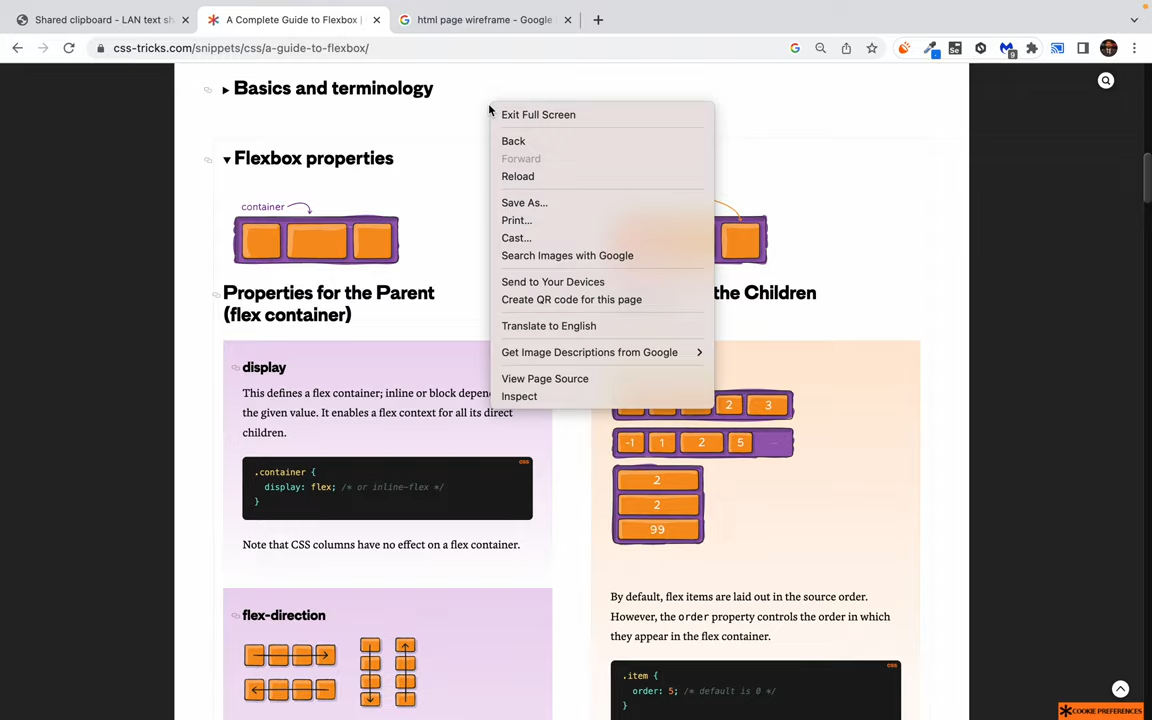 Shared clipboard - LAN text sh
A Complete Guide to Flexbox |
html page wireframe - Google
css-tricks.com/snippets/css/a-guide-to-flexbox/
9
Basics and terminology
Exit Full Screen
Back
Forward
Reload
Save As...
Print...
Cast...
Search Images with Google
Send to Your Devices
Create QR code for this page
Translate to English
Get Image Descriptions from Google
View Page Source
Inspect
Flexbox properties
container
Properties for the Parent
(flex container)
display
This defines a flex container; inline or block depen
the given value. It enables a flex context for all its direct
children.
css
.container {
display: flex; /* or inline-flex */
}
Note that CSS columns have no effect on a flex container.
flex-direction
the Children
2 3
-1 1 2 5
2
2
99
By default, flex items are laid out in the source order.
However, the order property controls the order in which
they appear in the flex container.
css
.item {
order: 5; /* default is 0 */
}
COOKIE PREFERENCES